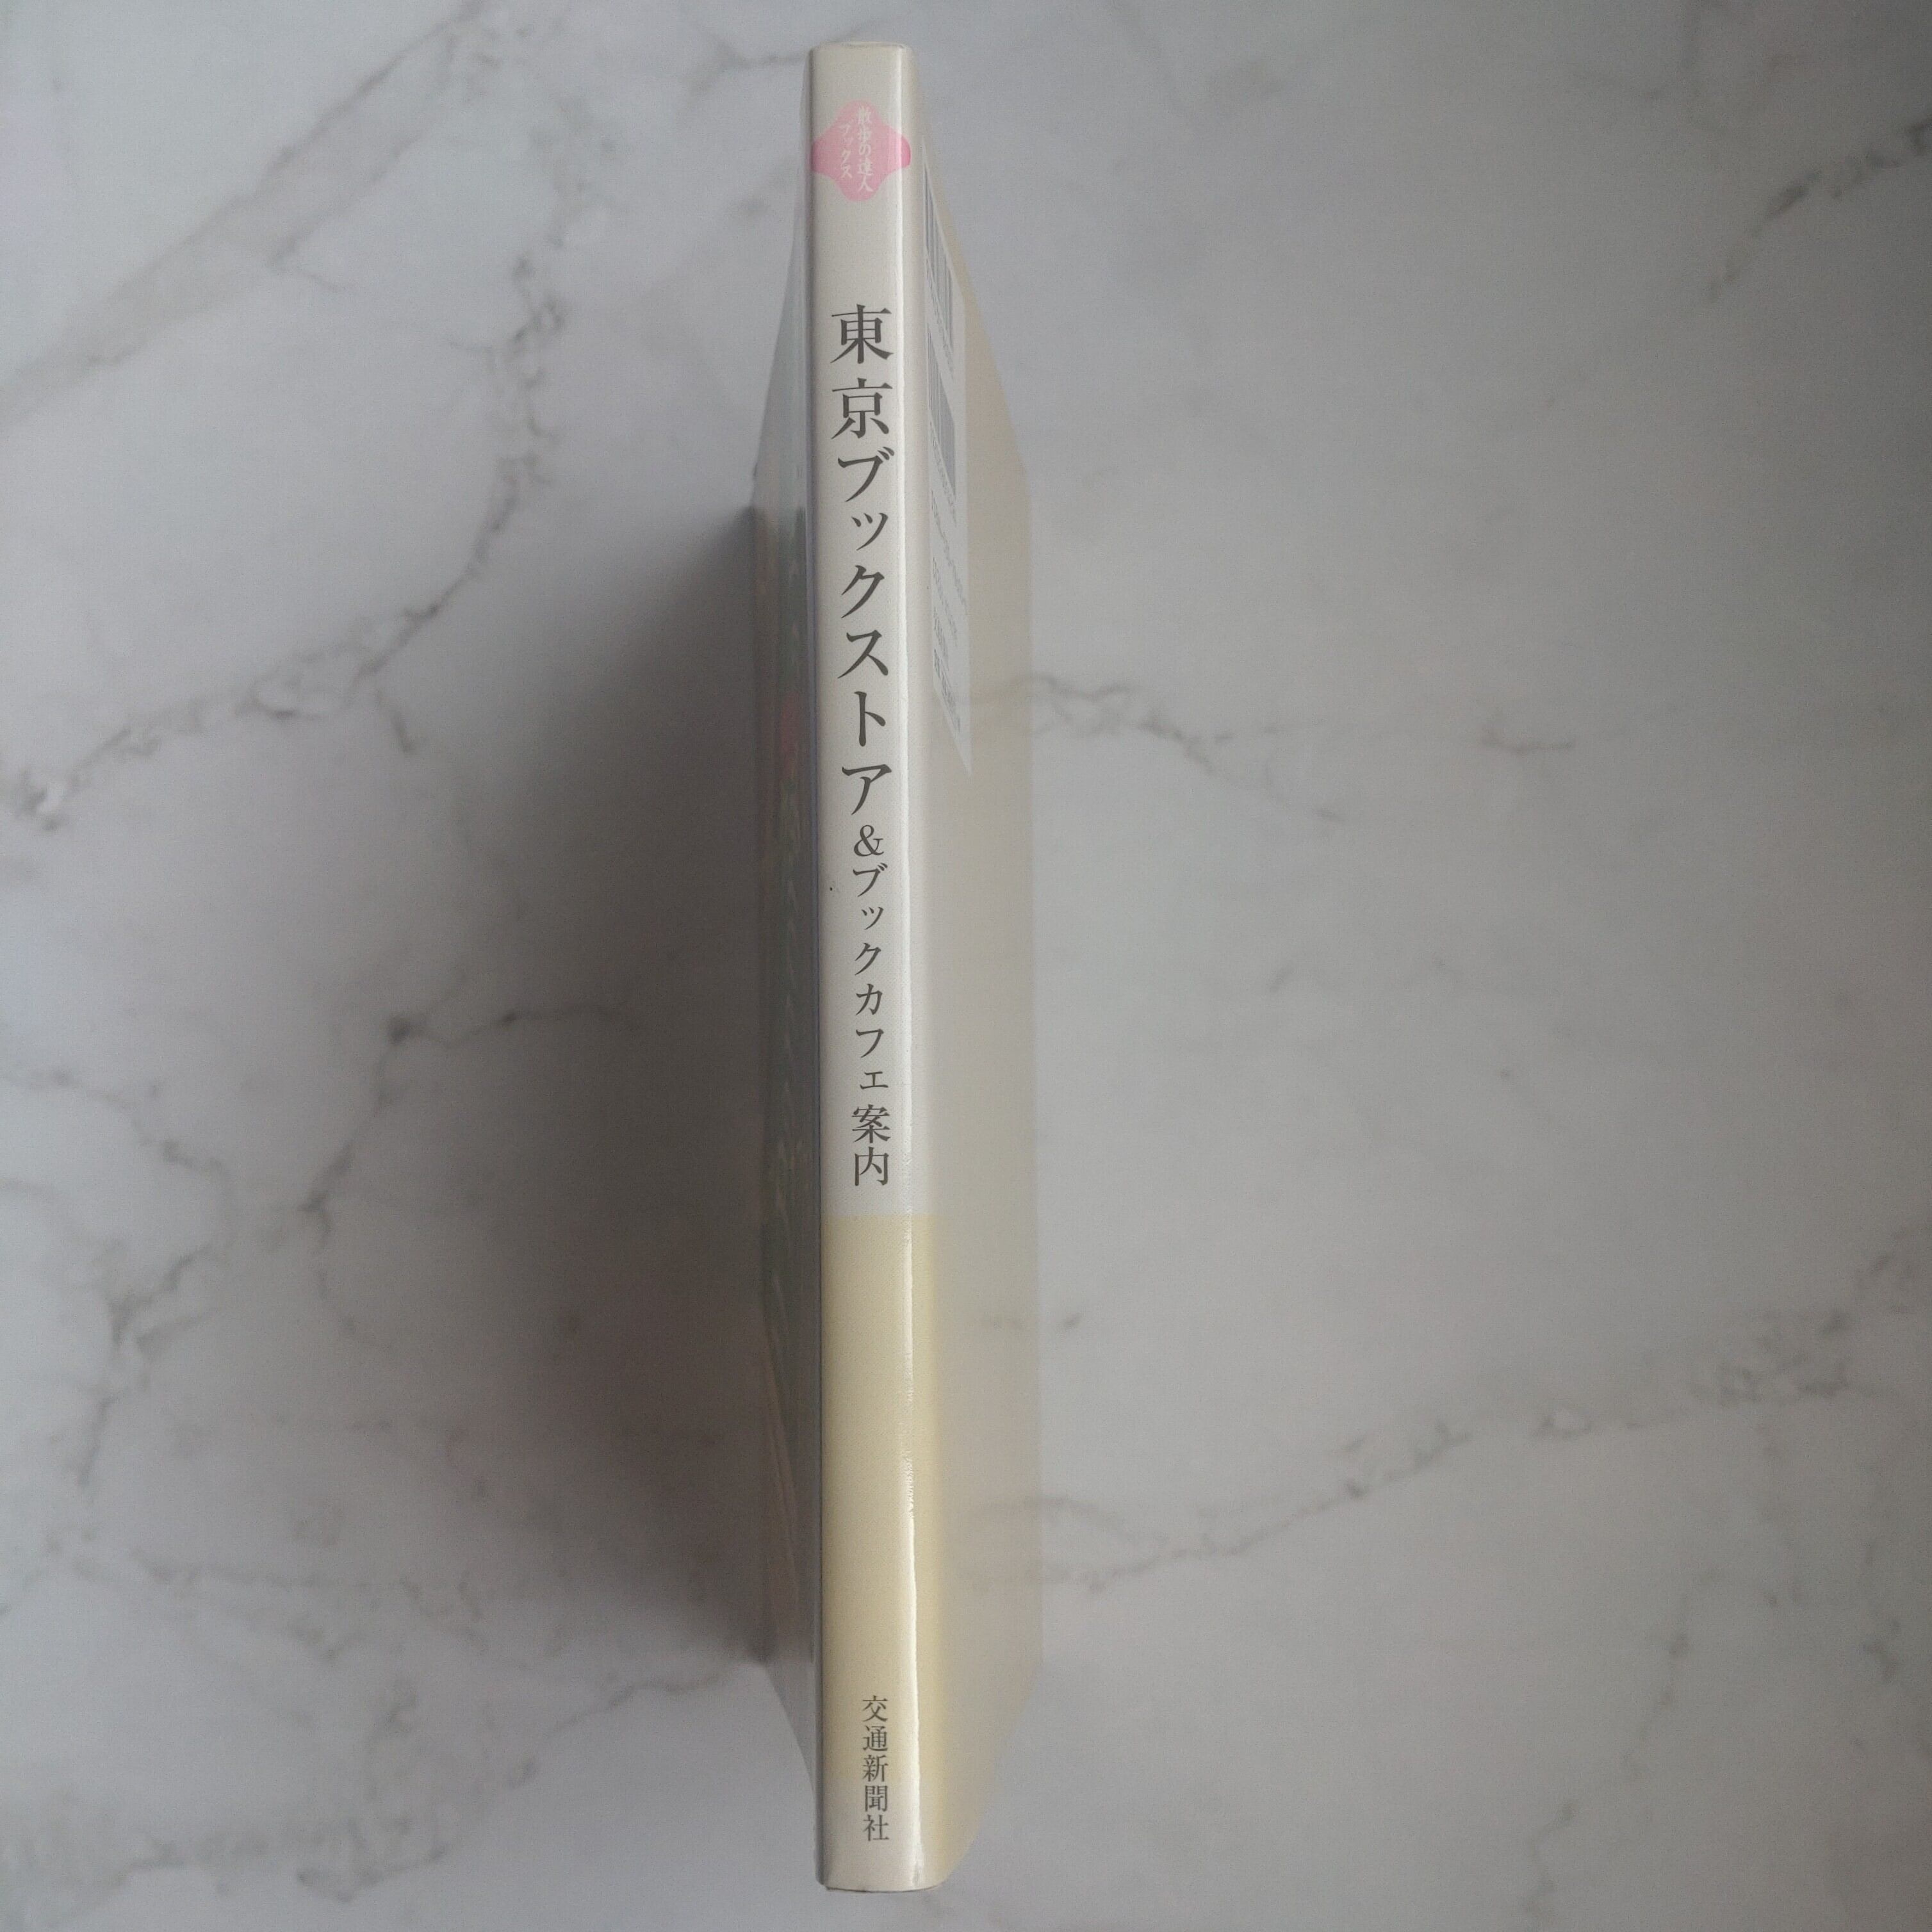 散歩の達人
ブックス
東京ブックストア&ブックカフェ案内
交通新聞社